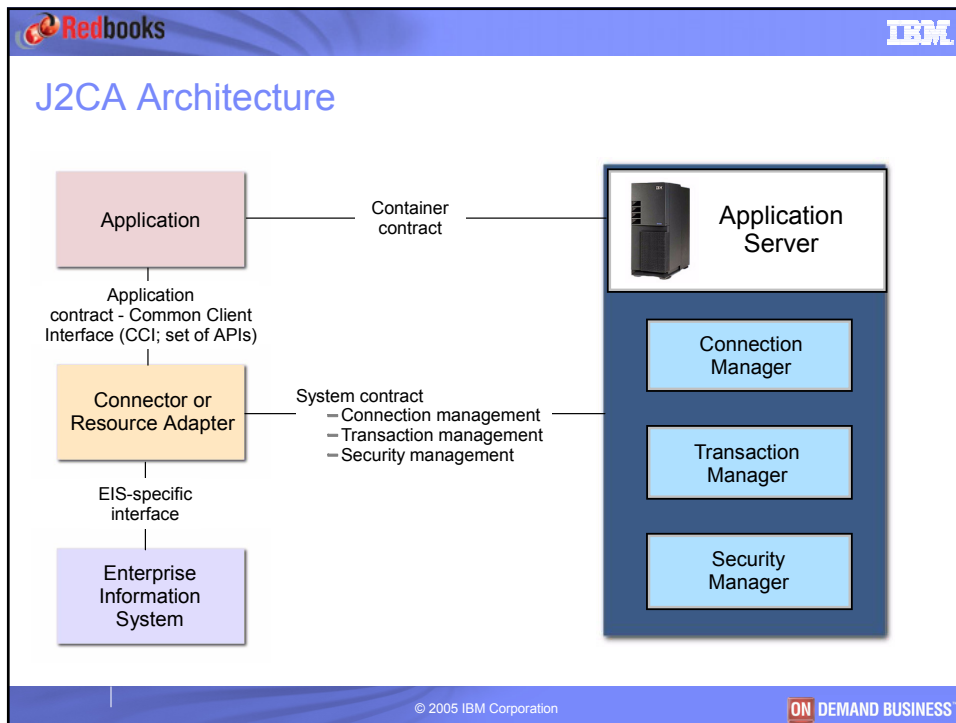 Redbooks
IBM
J2CA Architecture
Application
Container
contract
Application
Server
Application
contract - Common Client
Interface (CCI; set of APIs)
Connection
Manager
Connector or
Resource Adapter
System contract
– Connection management
– Transaction management
– Security management
Transaction
Manager
EIS-specific
interface
Enterprise
Information
System
Security
Manager
© 2005 IBM Corporation
ON DEMAND BUSINESS™